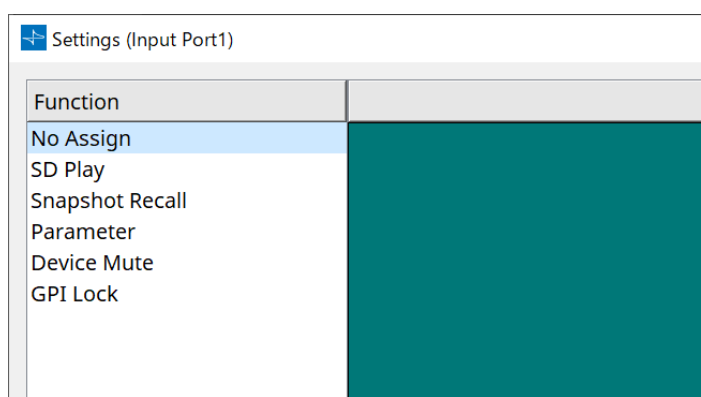 Settings (Input Port1)
Function
No Assign
SD Play
Snapshot Recall
Parameter
Device Mute
GPI Lock